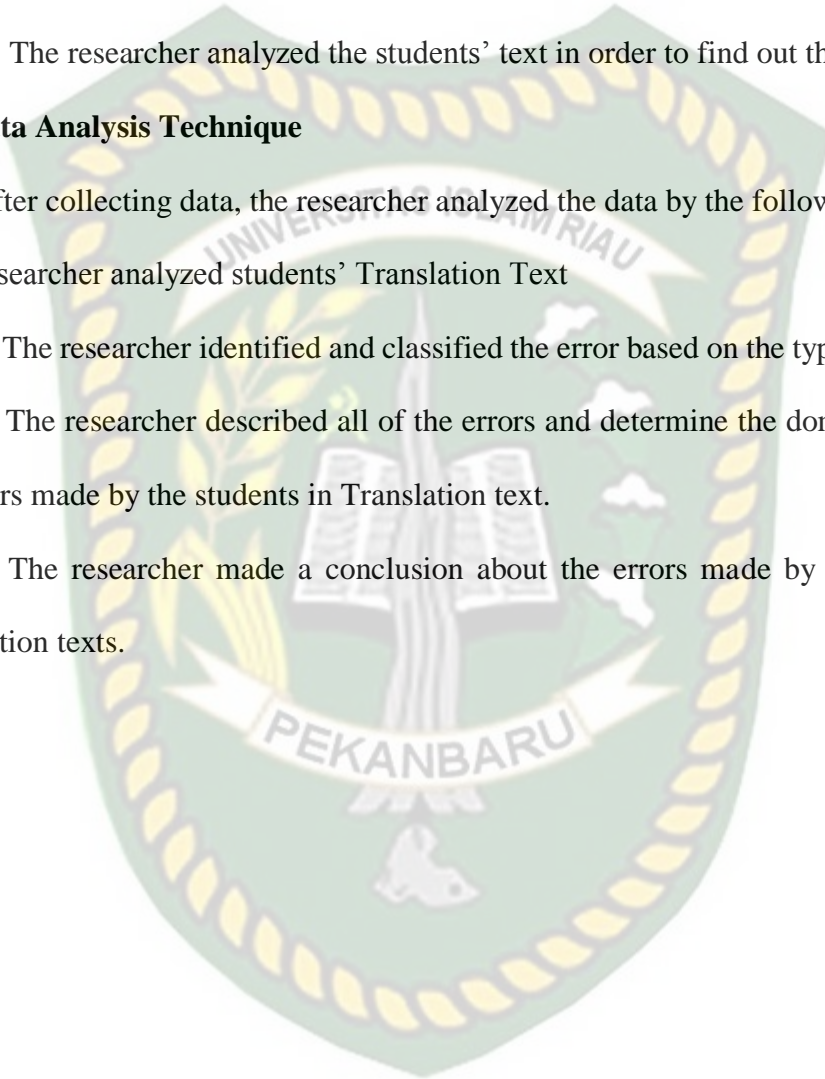 The researcher analyzed the students’ text in order to find out th
ta Analysis Technique
fter collecting data, the researcher analyzed the data by the follow
UNIVERSITAS ISLAM RIAU
searcher analyzed students’ Translation Text
The researcher identified and classified the error based on the typ
The researcher described all of the errors and determine the don
rs made by the students in Translation text.
The researcher made a conclusion about the errors made by
tion texts.
PEKANBARU